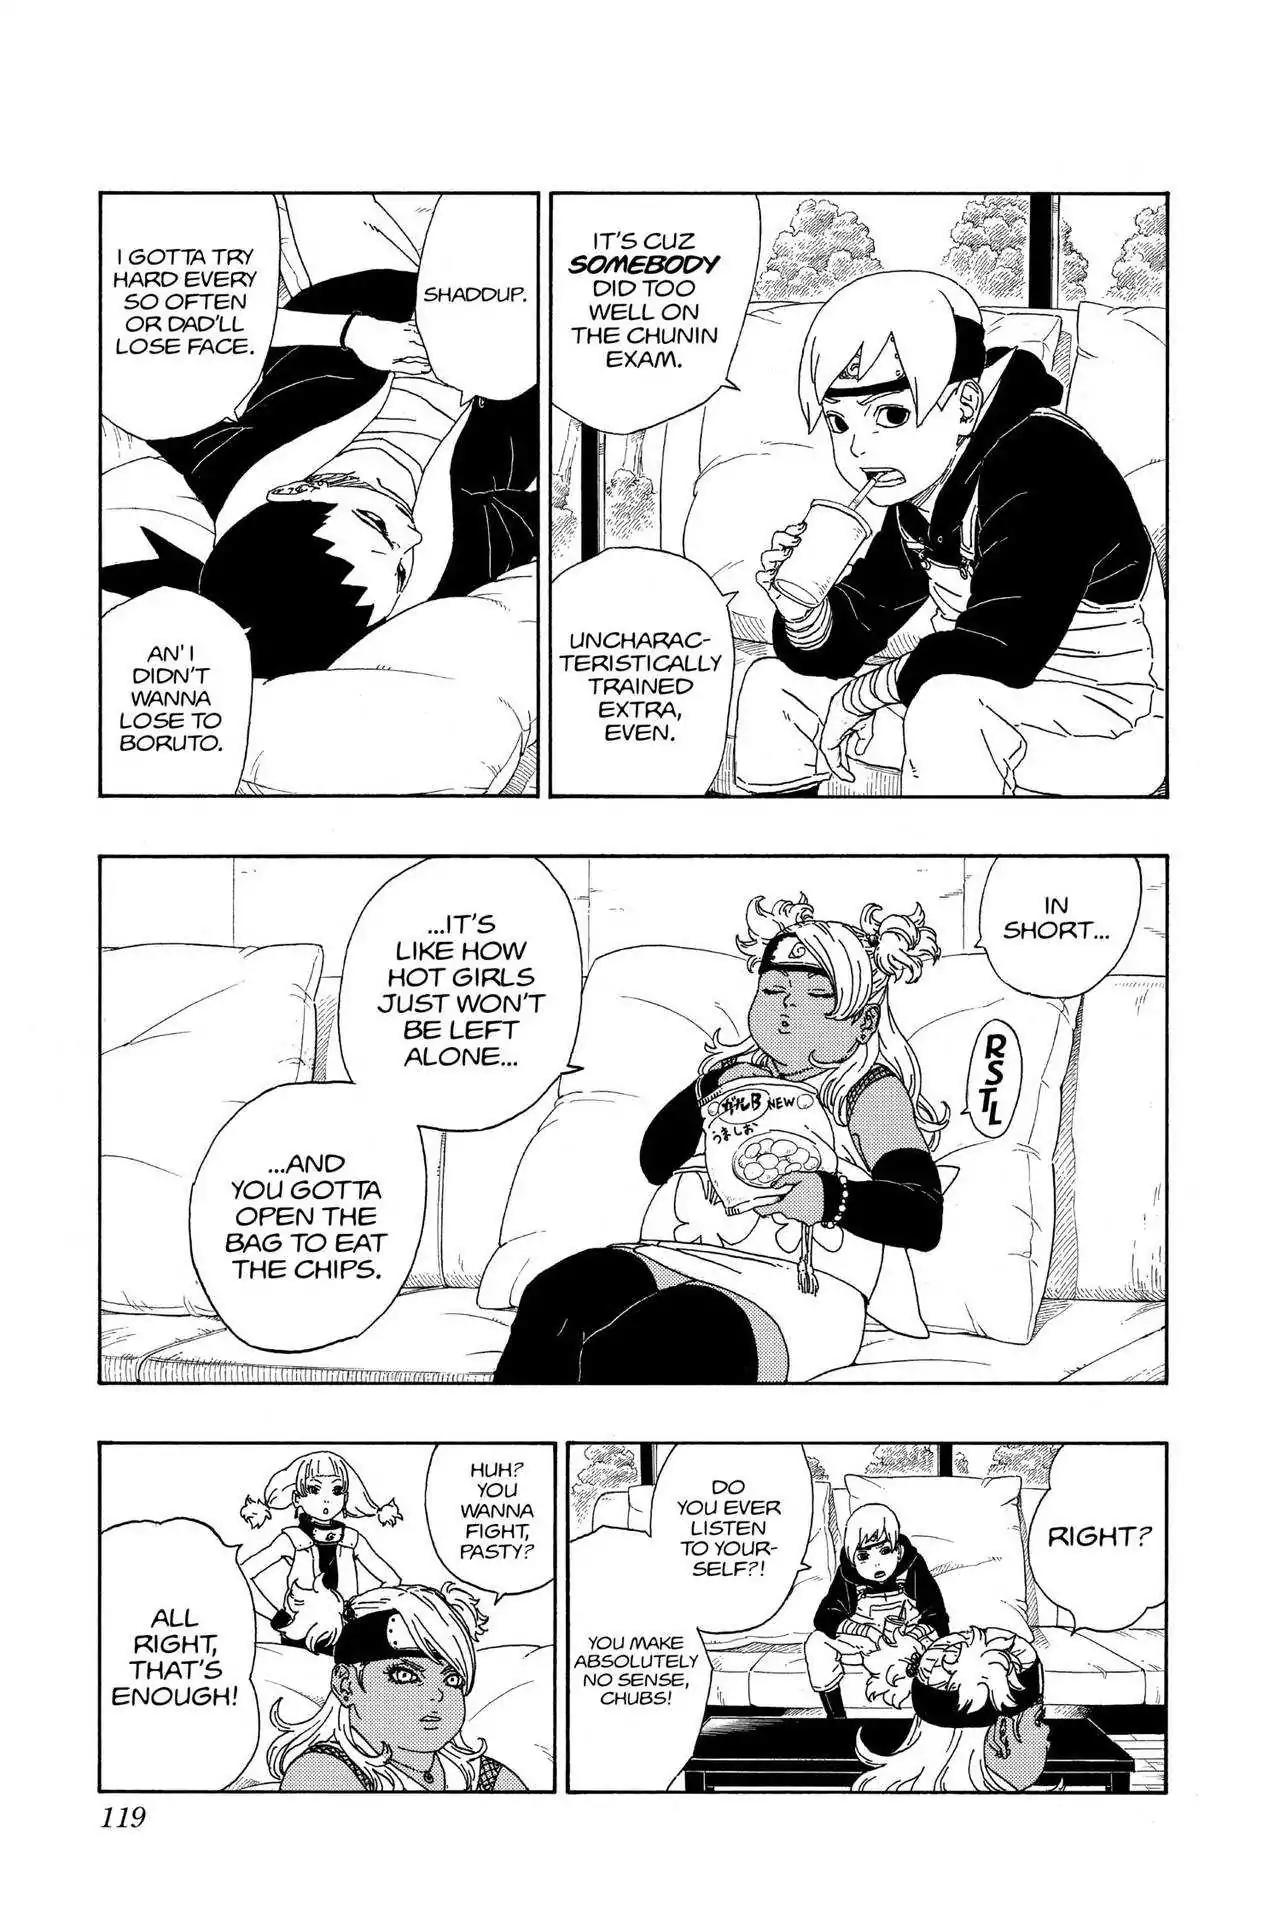 IT'S CUZ
SOMEBODY
DID TOO
WELL ON
THE CHUNIN
EXAM.
UNCHARAC-
TERISTICALLY
TRAINED
EXTRA,
EVEN.
SHADDUP.
I GOTTA TRY
HARD EVERY
SO OFTEN
OR DAD'LL
LOSE FACE.
AN' I
DIDN'T
WANNA
LOSE TO
BORUTO.
IN
SHORT...
RSTL
...IT'S
LIKE HOW
HOT GIRLS
JUST WON'T
BE LEFT
ALONE...
NEW
うましお
...AND
YOU GOTTA
OPEN THE
BAG TO EAT
THE CHIPS.
RIGHT?
DO
YOU EVER
LISTEN
TO YOUR-
SELF?!
YOU MAKE
ABSOLUTELY
NO SENSE,
CHUBS!
HUH?
YOU
WANNA
FIGHT,
PASTY?
ALL
RIGHT,
THAT'S
ENOUGH!
119